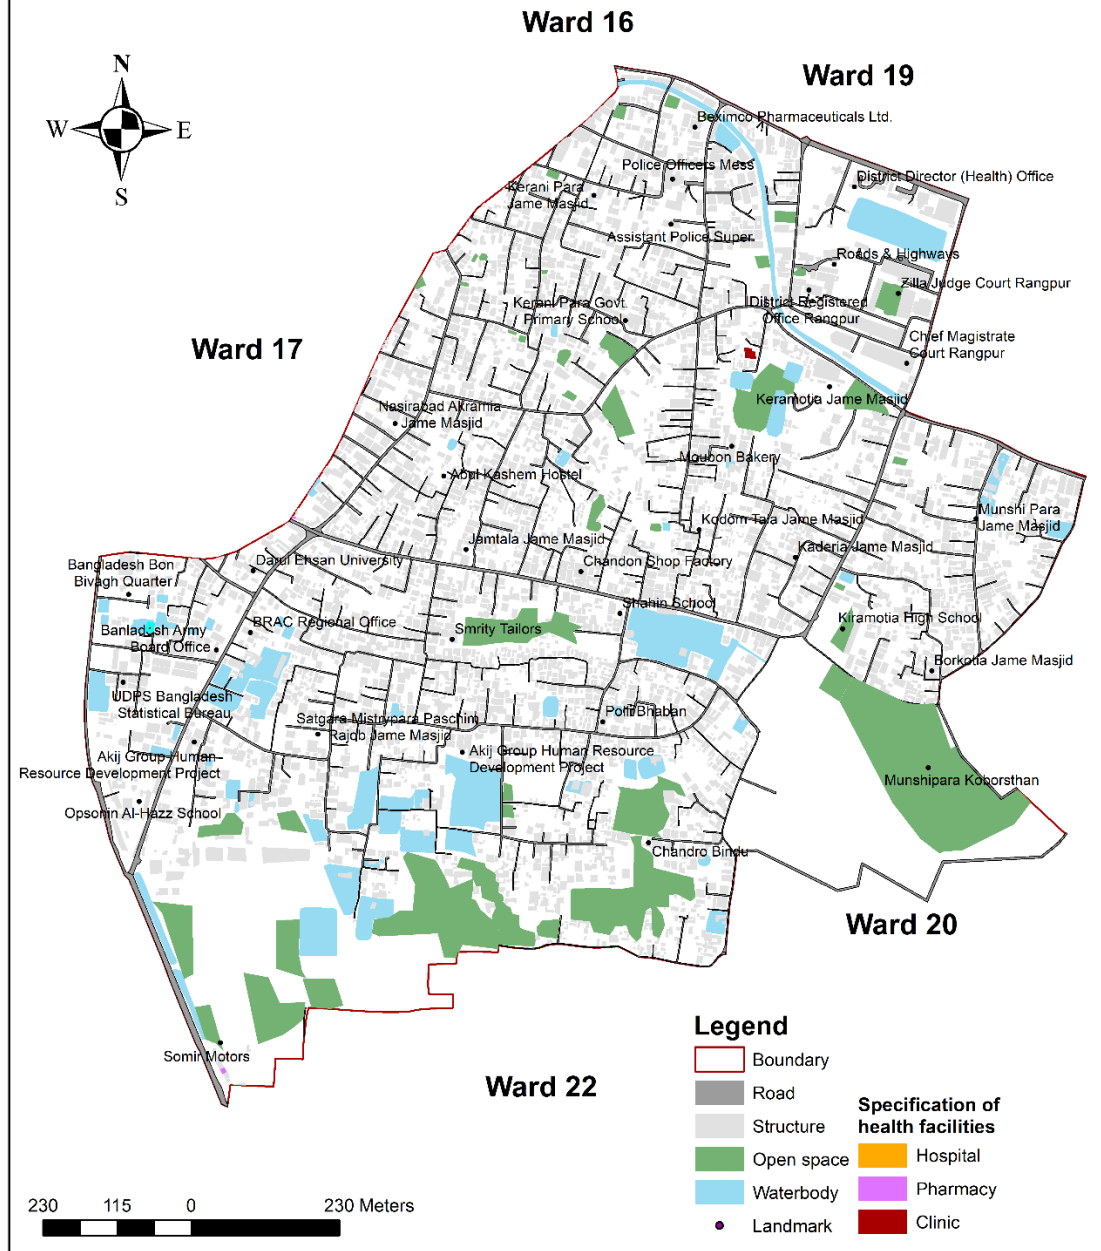 Ward 16
Ward 19
N
W
E
S
Beximco Pharmaceuticals Ltd.
Police Officers Mess
District Director (Health) Office
Kerani Para
Jame Masjid
Assistant Police Super
Roads & Highways
Zilla Judge Court Rangpur
Kerani Para Govt.
Primary School
District Registered
Office Rangpur
Chief Magistrate
Court Rangpur
Ward 17
Keramotia Jame Masjid
Nasirabad Akramia
Jame Masjid
Moubon Bakery
Abul Kashem Hostel
Munshi Para
Jame Masjid
Kodom Tala Jame Masjid
Jamtala Jame Masjid
Kaderia Jame Masjid
Bangladesh Bon
Bivagh Quarter
Darul Ehsan University
Chandon Shop Factory
Shahin School
Kiramotia High School
Banladesh Army
Board Office
BRAC Regional Office
Smrity Tailors
Borkotia Jame Masjid
UDPS Bangladesh
Statistical Bureau
Satgara Mistrypara Paschim
Rajob Jame Masjid
Polli Bhaban
Akij Group Human
Resource Development Project
Akij Group Human Resource
Development Project
Munshipara Koborsthan
Opsonin Al-Hazz School
Chandro Bindu
Ward 20
Somir Motors
Ward 22
Legend
Boundary
Road
Structure
Open space
Waterbody
Landmark
Specification of
health facilities
Hospital
Pharmacy
Clinic
230 115 0 230 Meters